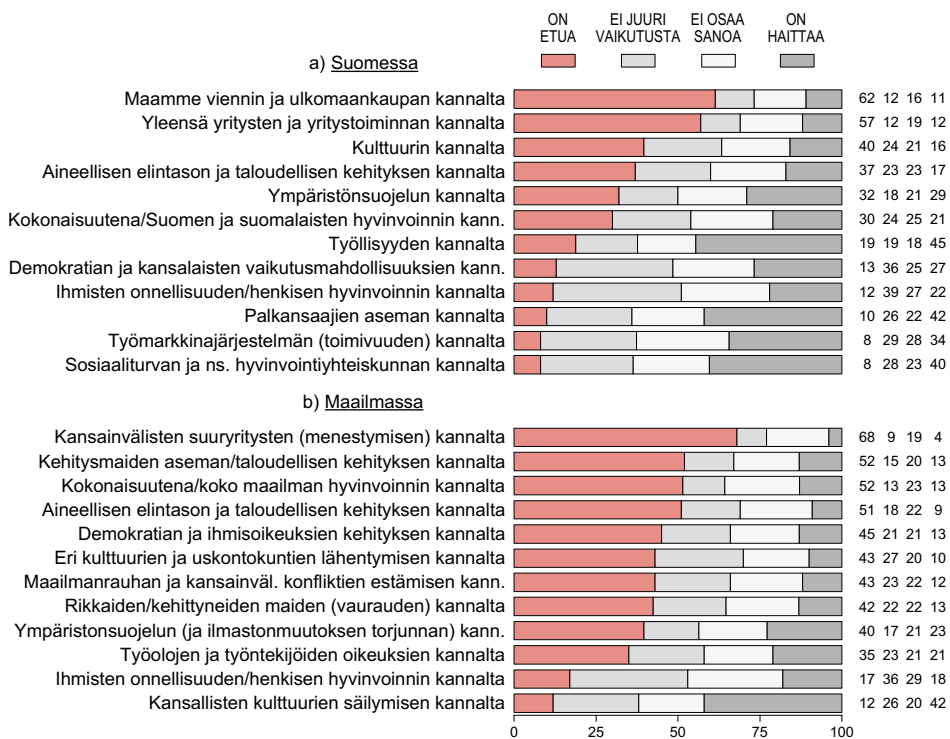 ON ETUA
EI JUURI VAIKUTUSTA
EI OSAA SANOA
ON HAITTAA
a) Suomessa
Maamme viennin ja ulkomaankaupan kannalta 62 12 16 11
Yleensä yritysten ja yritystoiminnan kannalta 57 12 19 12
Kulttuurin kannalta 40 24 21 16
Aineellisen elintason ja taloudellisen kehityksen kannalta 37 23 23 17
Ympäristönsuojelun kannalta 32 18 21 29
Kokonaisuutena/Suomen ja suomalaisten hyvinvoinnin kann. 30 24 25 21
Työllisyyden kannalta 19 19 18 45
Demokratian ja kansalaisten vaikutusmahdollisuuksien kann. 13 36 25 27
Ihmisten onnellisuuden/henkisen hyvinvoinnin kannalta 12 39 27 22
Palkansaajien aseman kannalta 10 26 22 42
Työmarkkinajärjestelmän (toimivuuden) kannalta 8 29 28 34
Sosiaaliturvan ja ns. hyvinvointiyhteiskunnan kannalta 8 28 23 40
b) Maailmassa
Kansainvälisten suuryritysten (menestymisen) kannalta 68 9 19 4
Kehitysmaiden aseman/taloudellisen kehityksen kannalta 52 15 20 13
Kokonaisuutena/koko maailman hyvinvoinnin kannalta 52 13 23 13
Aineellisen elintason ja taloudellisen kehityksen kannalta 51 18 22 9
Demokratian ja ihmisoikeuksien kehityksen kannalta 45 21 21 13
Eri kulttuurien ja uskontokuntien lähentymisen kannalta 43 27 20 10
Maailmanrauhan ja kansainväl. konfliktien estämisen kann. 43 23 22 12
Rikkaiden/kehittyneiden maiden (vaurauden) kannalta 42 22 22 13
Ympäristonsuojelun (ja ilmastonmuutoksen torjunnan) kann. 40 17 21 23
Työolojen ja työntekijöiden oikeuksien kannalta 35 23 21 21
Ihmisten onnellisuuden/henkisen hyvinvoinnin kannalta 17 36 29 18
Kansallisten kulttuurien säilymisen kannalta 12 26 20 42
0 25 50 75 100